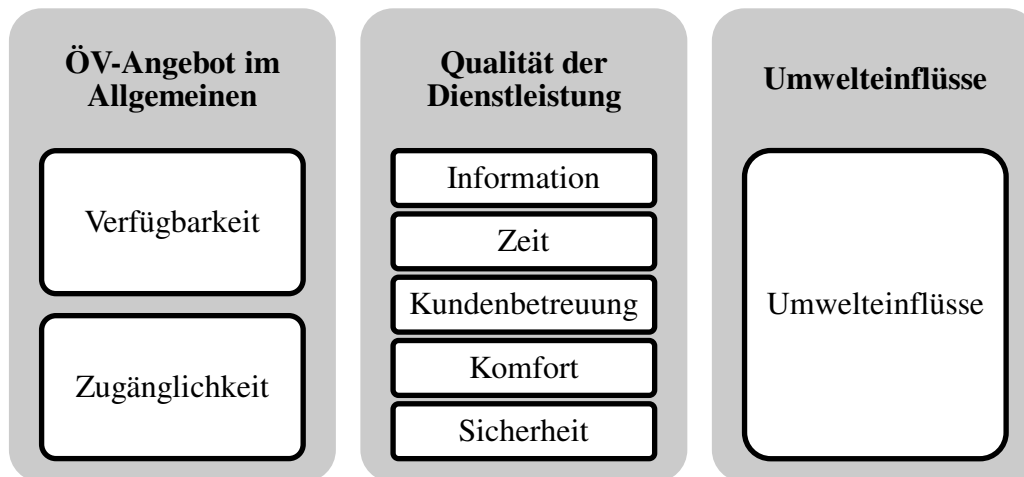 ÖV-Angebot im
Allgemeinen
Verfügbarkeit
Zugänglichkeit
Qualität der
Dienstleistung
Information
Zeit
Kundenbetreuung
Komfort
Sicherheit
Umwelteinflüsse
Umwelteinflüsse